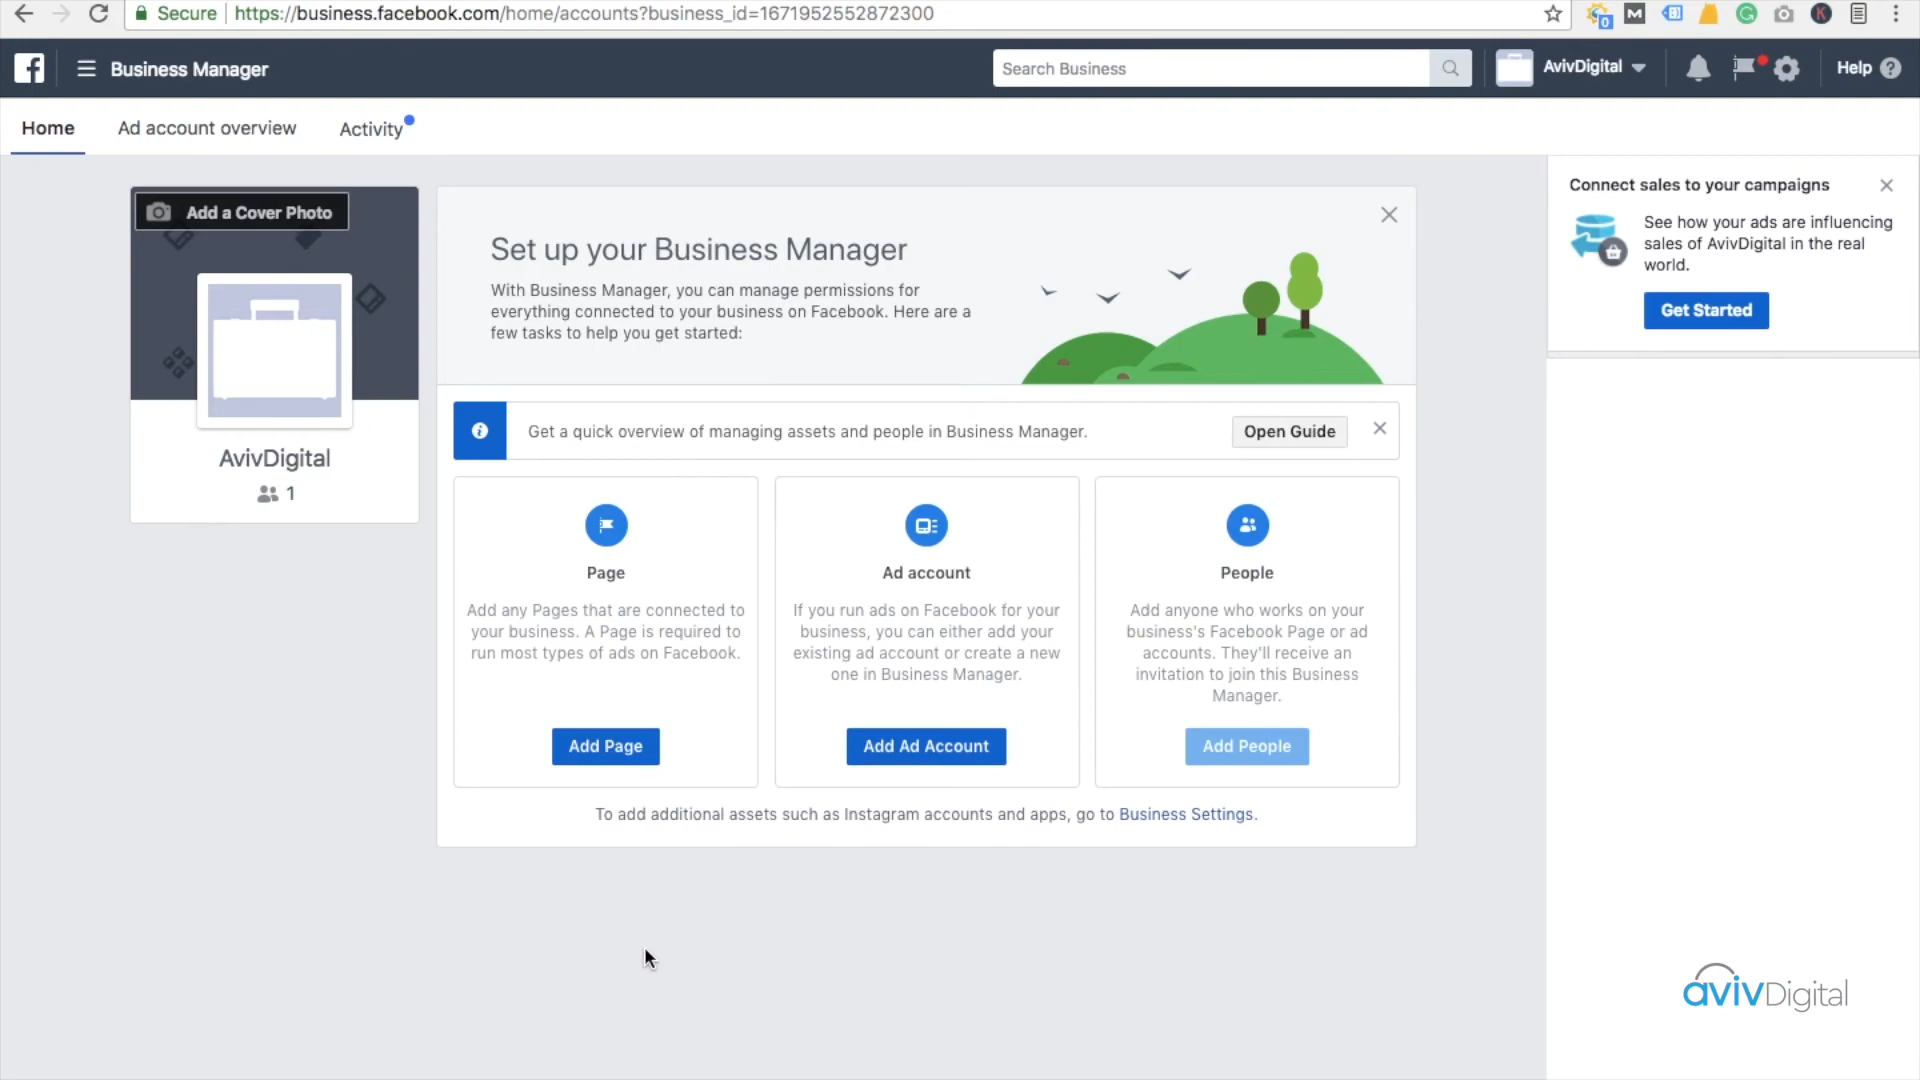 Secure
https://business.facebook.com/home/accounts?business_id=1671952552872300
0
M
G
K
Business Manager
Search Business
AvivDigital
Help ?
Home
Ad account overview
Activity
Add a Cover Photo
AvivDigital
1
Set up your Business Manager
With Business Manager, you can manage permissions for
everything connected to your business on Facebook. Here are a
few tasks to help you get started:
Get a quick overview of managing assets and people in Business Manager.
Open Guide
Page
Add any Pages that are connected to
your business. A Page is required to
run most types of ads on Facebook.
Add Page
Ad account
If you run ads on Facebook for your
business, you can either add your
existing ad account or create a new
one in Business Manager.
Add Ad Account
People
Add anyone who works on your
business's Facebook Page or ad
accounts. They'll receive an
invitation to join this Business
Manager.
Add People
To add additional assets such as Instagram accounts and apps, go to Business Settings.
Connect sales to your campaigns
See how your ads are influencing
sales of AvivDigital in the real
world.
Get Started
avivDigital